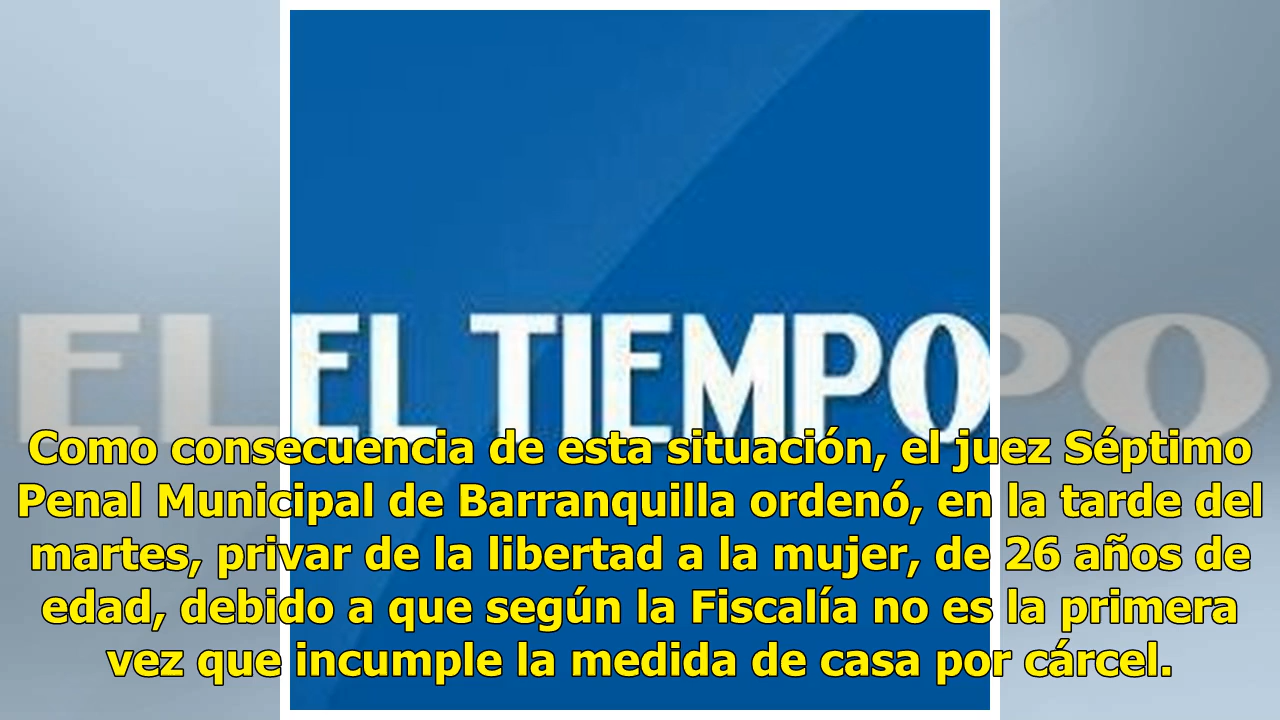 EL TIEMPO
Como consecuencia de esta situación, el juez Séptimo
Penal Municipal de Barranquilla ordenó, en la tarde del
martes, privar de la libertad a la mujer, de 26 años de
edad, debido a que según la Fiscalía no es la primera
vez que incumple la medida de casa por cárcel.